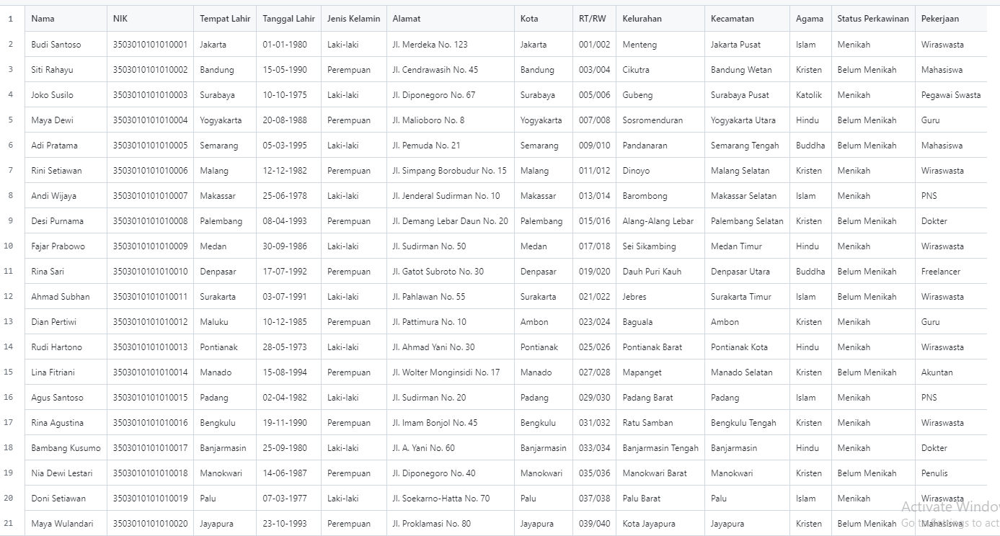 1 Nama NIK Tempat Lahir Tanggal Lahir Jenis Kelamin Alamat Kota RT/RW Kelurahan Kecamatan Agama Status Perkawinan Pekerjaan
2 Budi Santoso 3503010101010001 Jakarta 01-01-1980 Laki-laki Jl. Merdeka No. 123 Jakarta 001/002 Menteng Jakarta Pusat Islam Menikah Wiraswasta
3 Siti Rahayu 3503010101010002 Bandung 15-05-1990 Perempuan Jl. Cendrawasih No. 45 Bandung 003/004 Cikutra Bandung Wetan Kristen Belum Menikah Mahasiswa
4 Joko Susilo 3503010101010003 Surabaya 10-10-1975 Laki-laki Jl. Diponegoro No. 67 Surabaya 005/006 Gubeng Surabaya Pusat Katolik Menikah Pegawai Swasta
5 Maya Dewi 3503010101010004 Yogyakarta 20-08-1988 Perempuan Jl. Malioboro No. 8 Yogyakarta 007/008 Sosromenduran Yogyakarta Utara Hindu Belum Menikah Guru
6 Adi Pratama 3503010101010005 Semarang 05-03-1995 Laki-laki Jl. Pemuda No. 21 Semarang 009/010 Pandanaran Semarang Tengah Buddha Belum Menikah Mahasiswa
7 Rini Setiawan 3503010101010006 Malang 12-12-1982 Perempuan Jl. Simpang Borobudur No. 15 Malang 011/012 Dinoyo Malang Selatan Kristen Menikah Wiraswasta
8 Andi Wijaya 3503010101010007 Makassar 25-06-1978 Laki-laki Jl. Jenderal Sudirman No. 10 Makassar 013/014 Barombong Makassar Selatan Islam Menikah PNS
9 Desi Purnama 3503010101010008 Palembang 08-04-1993 Perempuan Jl. Demang Lebar Daun No. 20 Palembang 015/016 Alang-Alang Lebar Palembang Selatan Kristen Belum Menikah Dokter
10 Fajar Prabowo 3503010101010009 Medan 30-09-1986 Laki-laki Jl. Sudirman No. 50 Medan 017/018 Sei Sikambing Medan Timur Hindu Menikah Wiraswasta
11 Rina Sari 3503010101010010 Denpasar 17-07-1992 Perempuan Jl. Gatot Subroto No. 30 Denpasar 019/020 Dauh Puri Kauh Denpasar Utara Buddha Belum Menikah Freelancer
12 Ahmad Subhan 3503010101010011 Surakarta 03-07-1991 Laki-laki Jl. Pahlawan No. 55 Surakarta 021/022 Jebres Surakarta Timur Islam Belum Menikah Wiraswasta
13 Dian Pertiwi 3503010101010012 Maluku 10-12-1985 Perempuan Jl. Pattimura No. 10 Ambon 023/024 Baguala Ambon Kristen Menikah Guru
14 Rudi Hartono 3503010101010013 Pontianak 28-05-1973 Laki-laki Jl. Ahmad Yani No. 30 Pontianak 025/026 Pontianak Barat Pontianak Kota Hindu Menikah Wiraswasta
15 Lina Fitriani 3503010101010014 Manado 15-08-1994 Perempuan Jl. Wolter Monginsidi No. 17 Manado 027/028 Mapanget Manado Selatan Kristen Belum Menikah Akuntan
16 Agus Santoso 3503010101010015 Padang 02-04-1982 Laki-laki Jl. Sudirman No. 20 Padang 029/030 Padang Barat Padang Islam Menikah PNS
17 Rina Agustina 3503010101010016 Bengkulu 19-11-1990 Perempuan Jl. Imam Bonjol No. 45 Bengkulu 031/032 Ratu Samban Bengkulu Tengah Kristen Menikah Wiraswasta
18 Bambang Kusumo 3503010101010017 Banjarmasin 25-09-1980 Laki-laki Jl. A. Yani No. 60 Banjarmasin 033/034 Banjarmasin Tengah Banjarmasin Hindu Menikah Dokter
19 Nia Dewi Lestari 3503010101010018 Manokwari 14-06-1987 Perempuan Jl. Diponegoro No. 40 Manokwari 035/036 Manokwari Barat Manokwari Kristen Belum Menikah Penulis
20 Doni Setiawan 3503010101010019 Palu 07-03-1977 Laki-laki Jl. Soekarno-Hatta No. 70 Palu 037/038 Palu Barat Palu Islam Menikah Wiraswasta
21 Maya Wulandari 3503010101010020 Jayapura 23-10-1993 Perempuan Jl. Proklamasi No. 80 Jayapura 039/040 Kota Jayapura Jayapura Kristen Belum Menikah Mahasiswa
Activate Window
Go to Settings to act